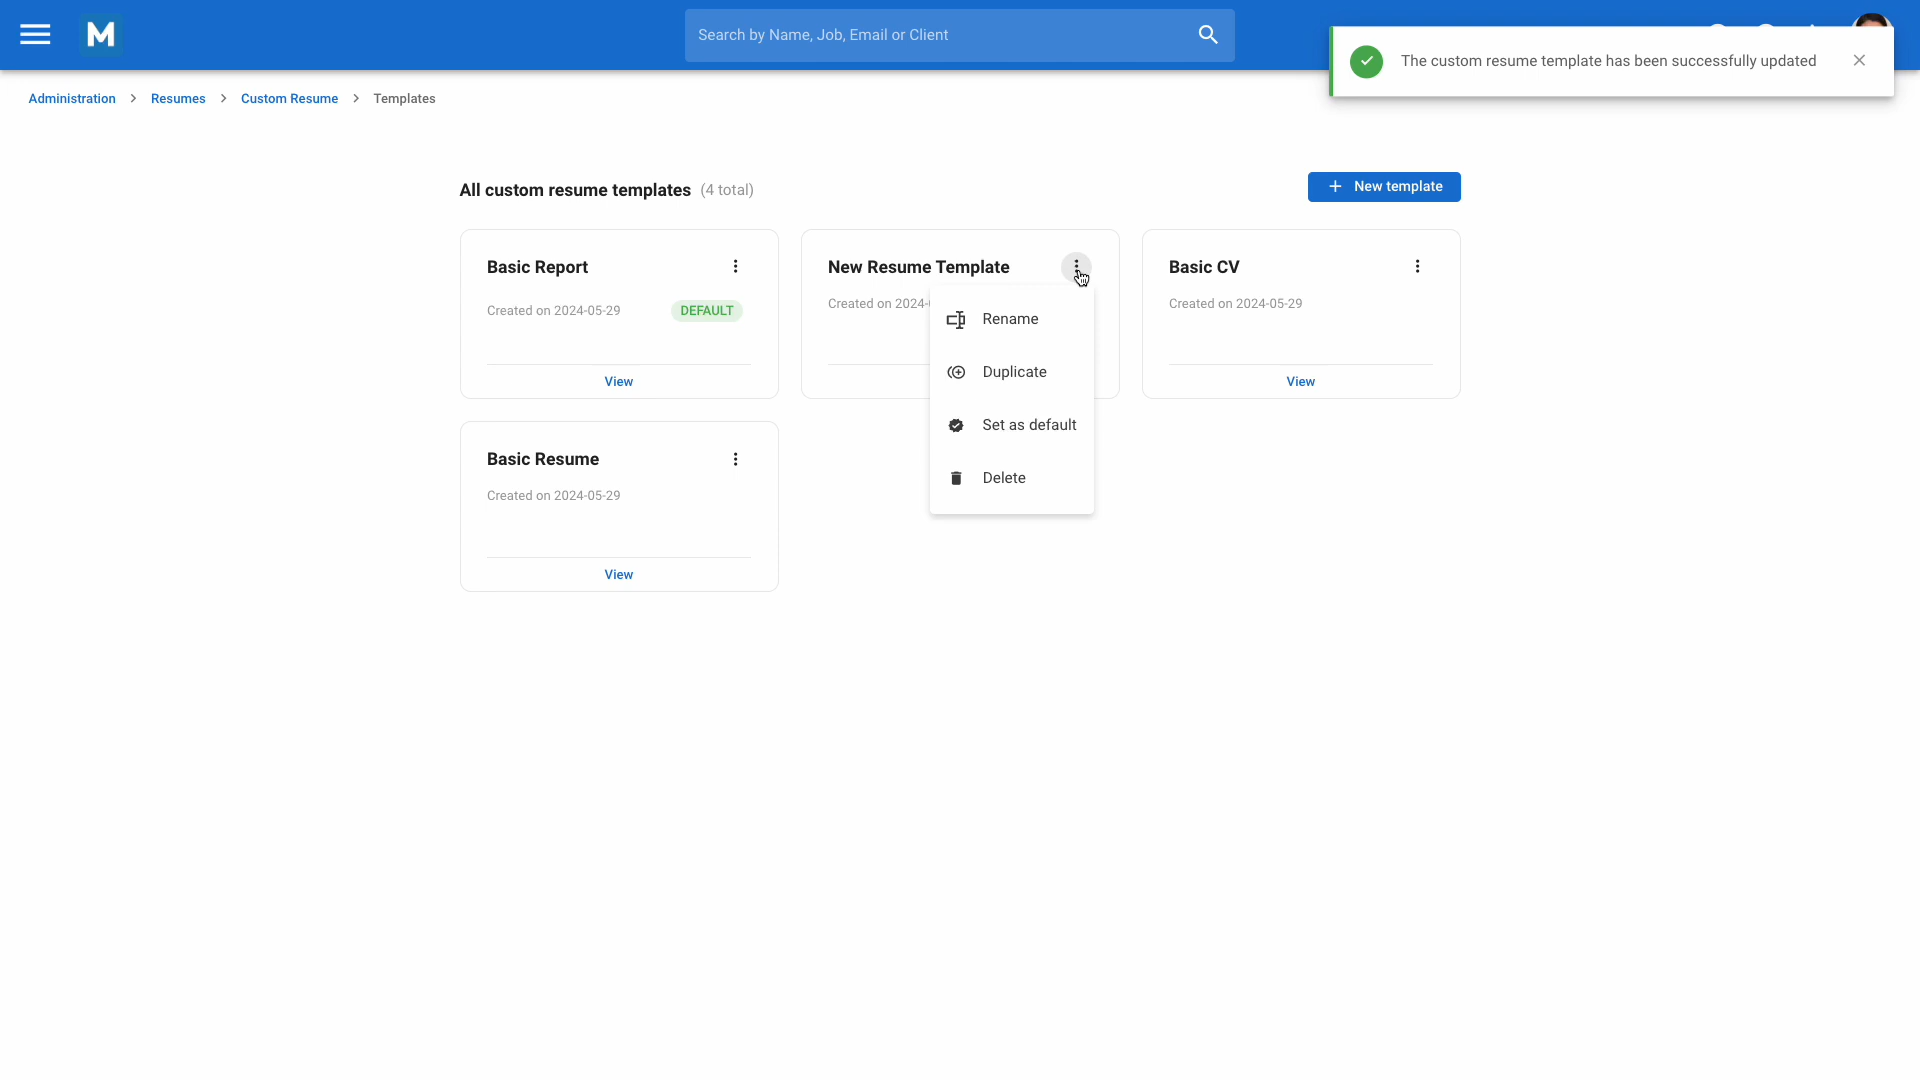 M
Search by Name, Job, Email or Client
The custom resume template has been successfully updated
Administration > Resumes > Custom Resume > Templates
All custom resume templates (4 total)
+ New template
Basic Report
Created on 2024-05-29
DEFAULT
View
New Resume Template
Created on 2024-
Rename
Duplicate
Set as default
Delete
Basic CV
Created on 2024-05-29
View
Basic Resume
Created on 2024-05-29
View